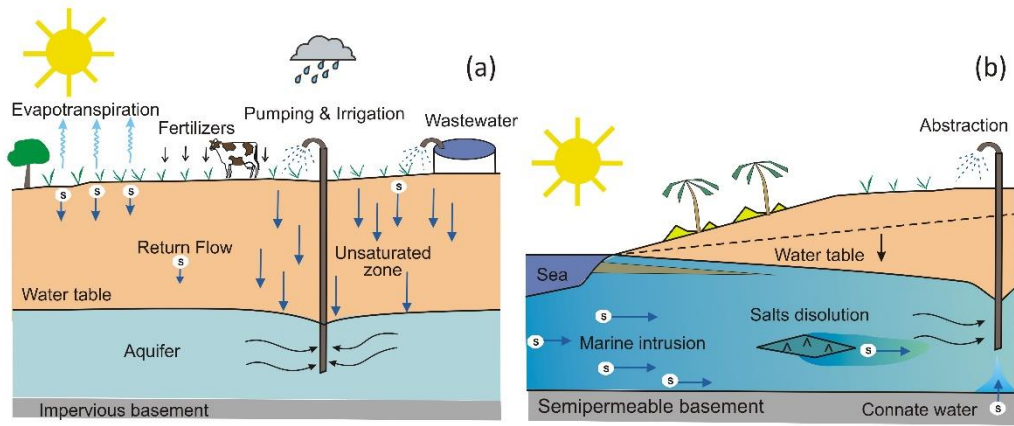 (a)
Evapotranspiration
Fertilizers
Pumping & Irrigation
Wastewater
S
S
S
S
Return Flow
S
Unsaturated
zone
Water table
Aquifer
Impervious basement
(b)
Abstraction
Sea
Water table
Salts disolution
S
Marine intrusion
S
S
S
S
Semipermeable basement
Connate water
S